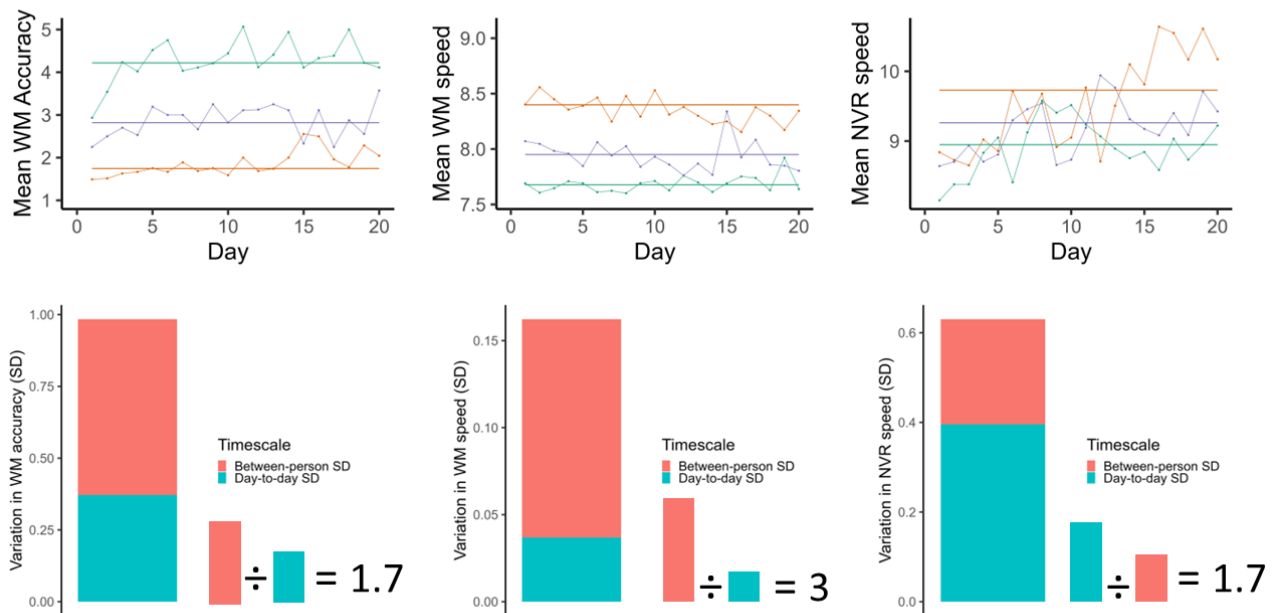 Mean WM Accuracy
5
4
3
2
1
0 5 10 15 20
Day
Mean WM speed
9.0
8.5
8.0
7.5
0 5 10 15 20
Day
Mean NVR speed
10
9
0 5 10 15 20
Day
Variation in WM accuracy (SD)
1.00
0.75
0.50
0.25
0.00
Timescale
Between-person SD
Day-to-day SD
÷ = 1.7
Variation in WM speed (SD)
0.15
0.10
0.05
0.00
Timescale
Between-person SD
Day-to-day SD
÷ = 3
Variation in NVR speed (SD)
0.6
0.4
0.2
0.0
Timescale
Between-person SD
Day-to-day SD
÷ = 1.7